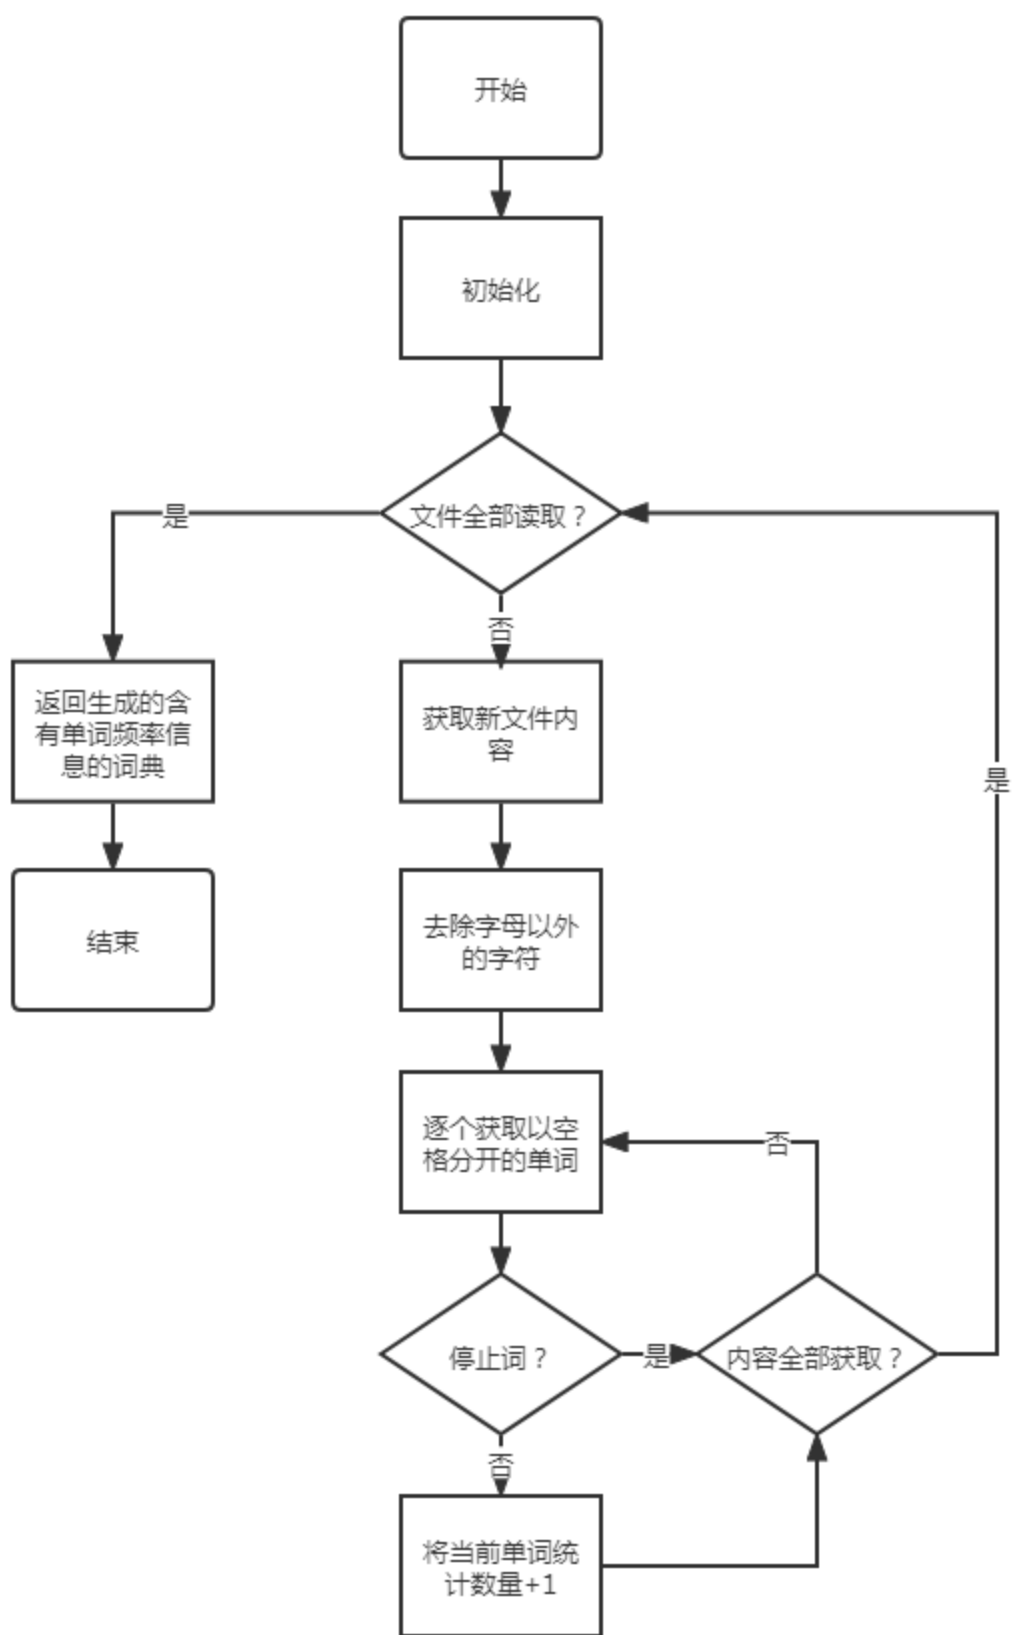 开始
初始化
文件全部读取？
是
否
返回生成的含
有单词频率信
息的词典
获取新文件内
容
是
去除字母以外
的字符
结束
逐个获取以空
格分开的单词
否
停止词？
是
内容全部获取？
否
将当前单词统
计数量+1